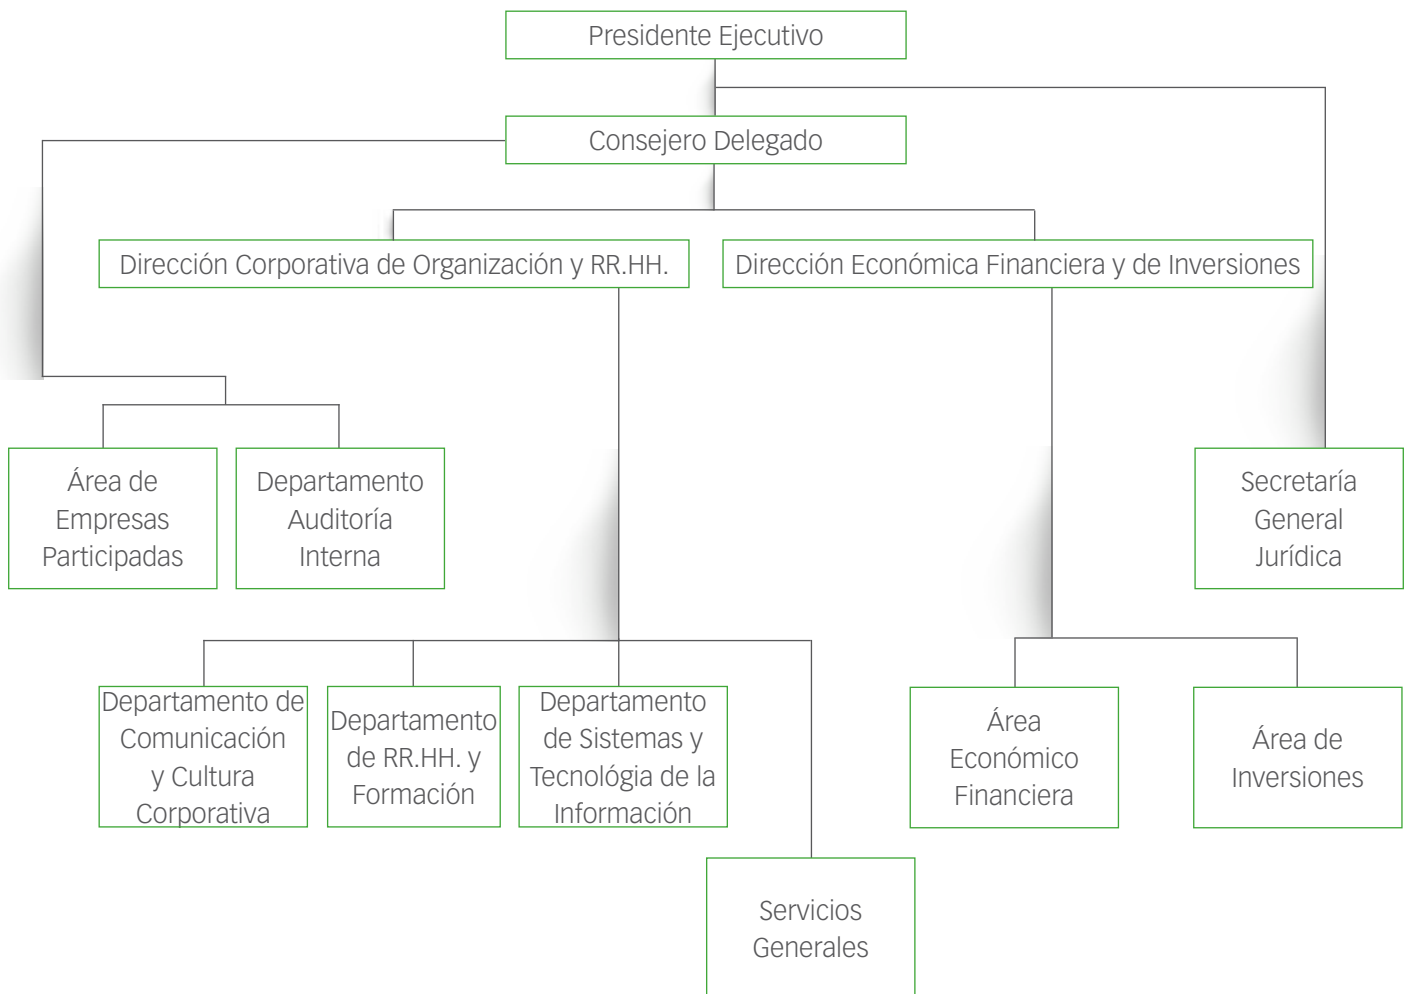 Presidente Ejecutivo
Consejero Delegado
Dirección Corporativa de Organización y RR.HH.
Dirección Económica Financiera y de Inversiones
Área de
Empresas
Participadas
Departamento
Auditoría
Interna
Secretaría
General
Jurídica
Departamento de
Comunicación
y Cultura
Corporativa
Departamento
de RR.HH. y
Formación
Departamento
de Sistemas y
Tecnológia de la
Información
Área
Económico
Financiera
Área de
Inversiones
Servicios
Generales